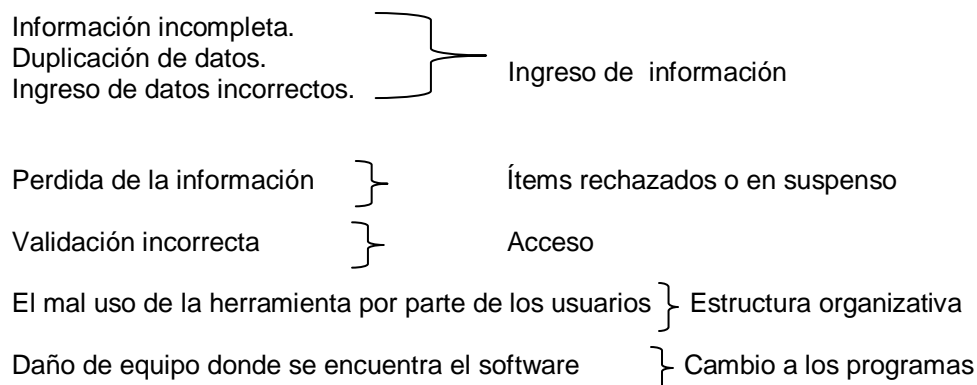 Información incompleta.
Duplicación de datos.
Ingreso de datos incorrectos.
Ingreso de información
Perdida de la información Ítems rechazados o en suspenso
Validación incorrecta Acceso
El mal uso de la herramienta por parte de los usuarios Estructura organizativa
Daño de equipo donde se encuentra el software Cambio a los programas